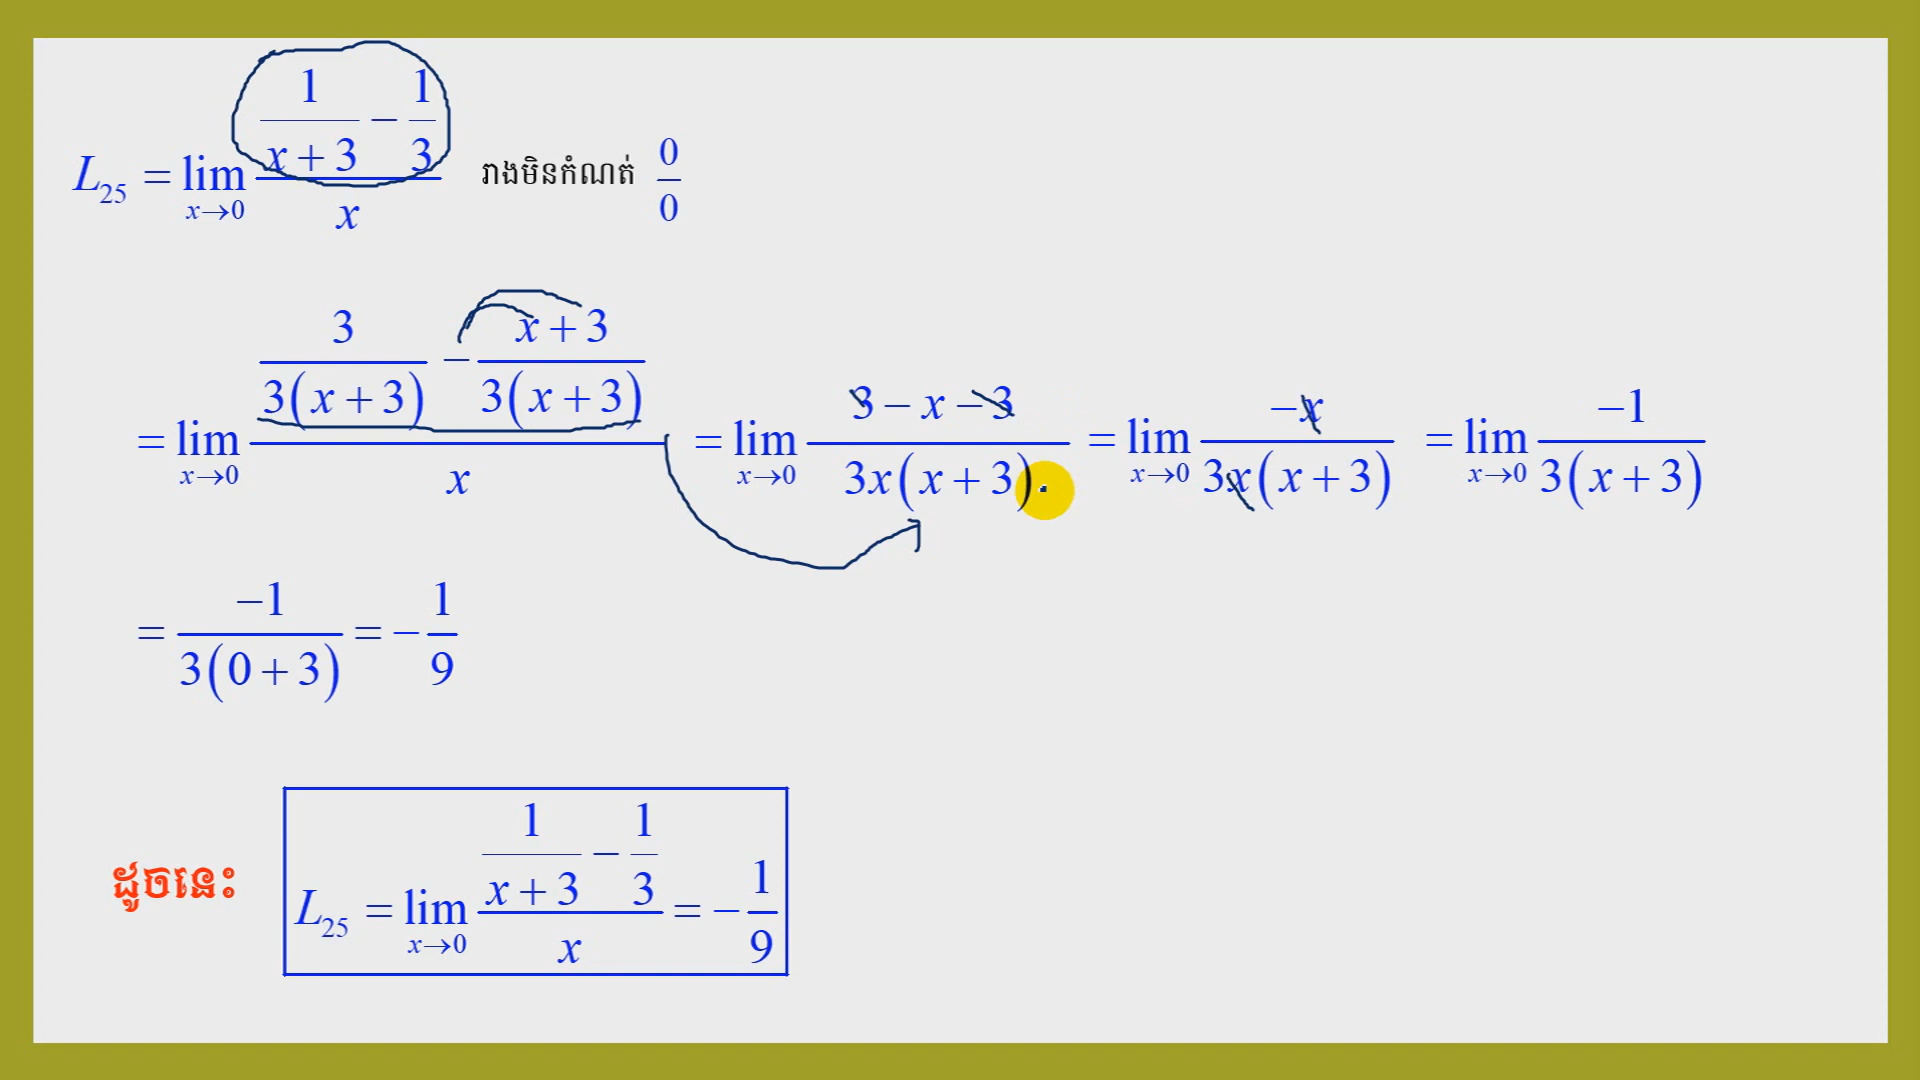 L₂₅ = lim_{x→0} (1/(x+3) − 1/3)/x រាងមិនកំណត់ 0/0
= lim_{x→0} (3/(3(x+3)) − (x+3)/(3(x+3)))/x = lim_{x→0} (3−x−3)/(3x(x+3)) = lim_{x→0} (−x)/(3x(x+3)) = lim_{x→0} (−1)/(3(x+3))
= (−1)/(3(0+3)) = −1/9
ដូចនេះ L₂₅ = lim_{x→0} (1/(x+3) − 1/3)/x = −1/9